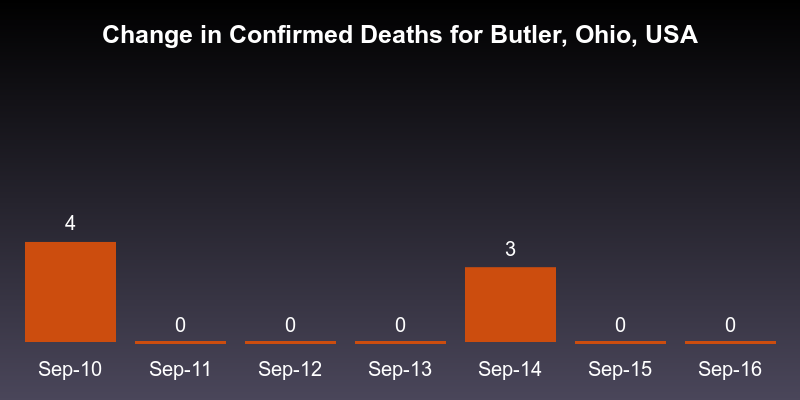 Change in Confirmed Deaths for Butler, Ohio, USA
4
0
0
0
3
0
0
Sep-10
Sep-11
Sep-12
Sep-13
Sep-14
Sep-15
Sep-16